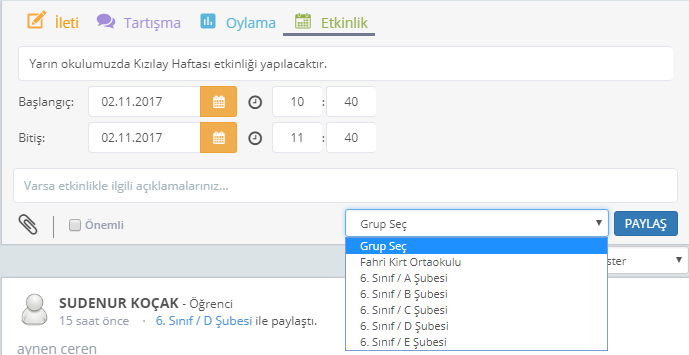 İleti Tartışma Oylama Etkinlik
Yarın okulumuzda Kızılay Haftası etkinliği yapılacaktır.
Başlangıç: 02.11.2017 10 : 40
Bitiş: 02.11.2017 11 : 40
Varsa etkinlikle ilgili açıklamalarınız...
Önemli Grup Seç PAYLAŞ
Grup Seç
Fahri Kirt Ortaokulu
6. Sınıf / A Şubesi
6. Sınıf / B Şubesi
6. Sınıf / C Şubesi
6. Sınıf / D Şubesi
6. Sınıf / E Şubesi
ster
SUDENUR KOÇAK - Öğrenci
15 saat önce · 6. Sınıf / D Şubesi ile paylaştı.
aynen ceren